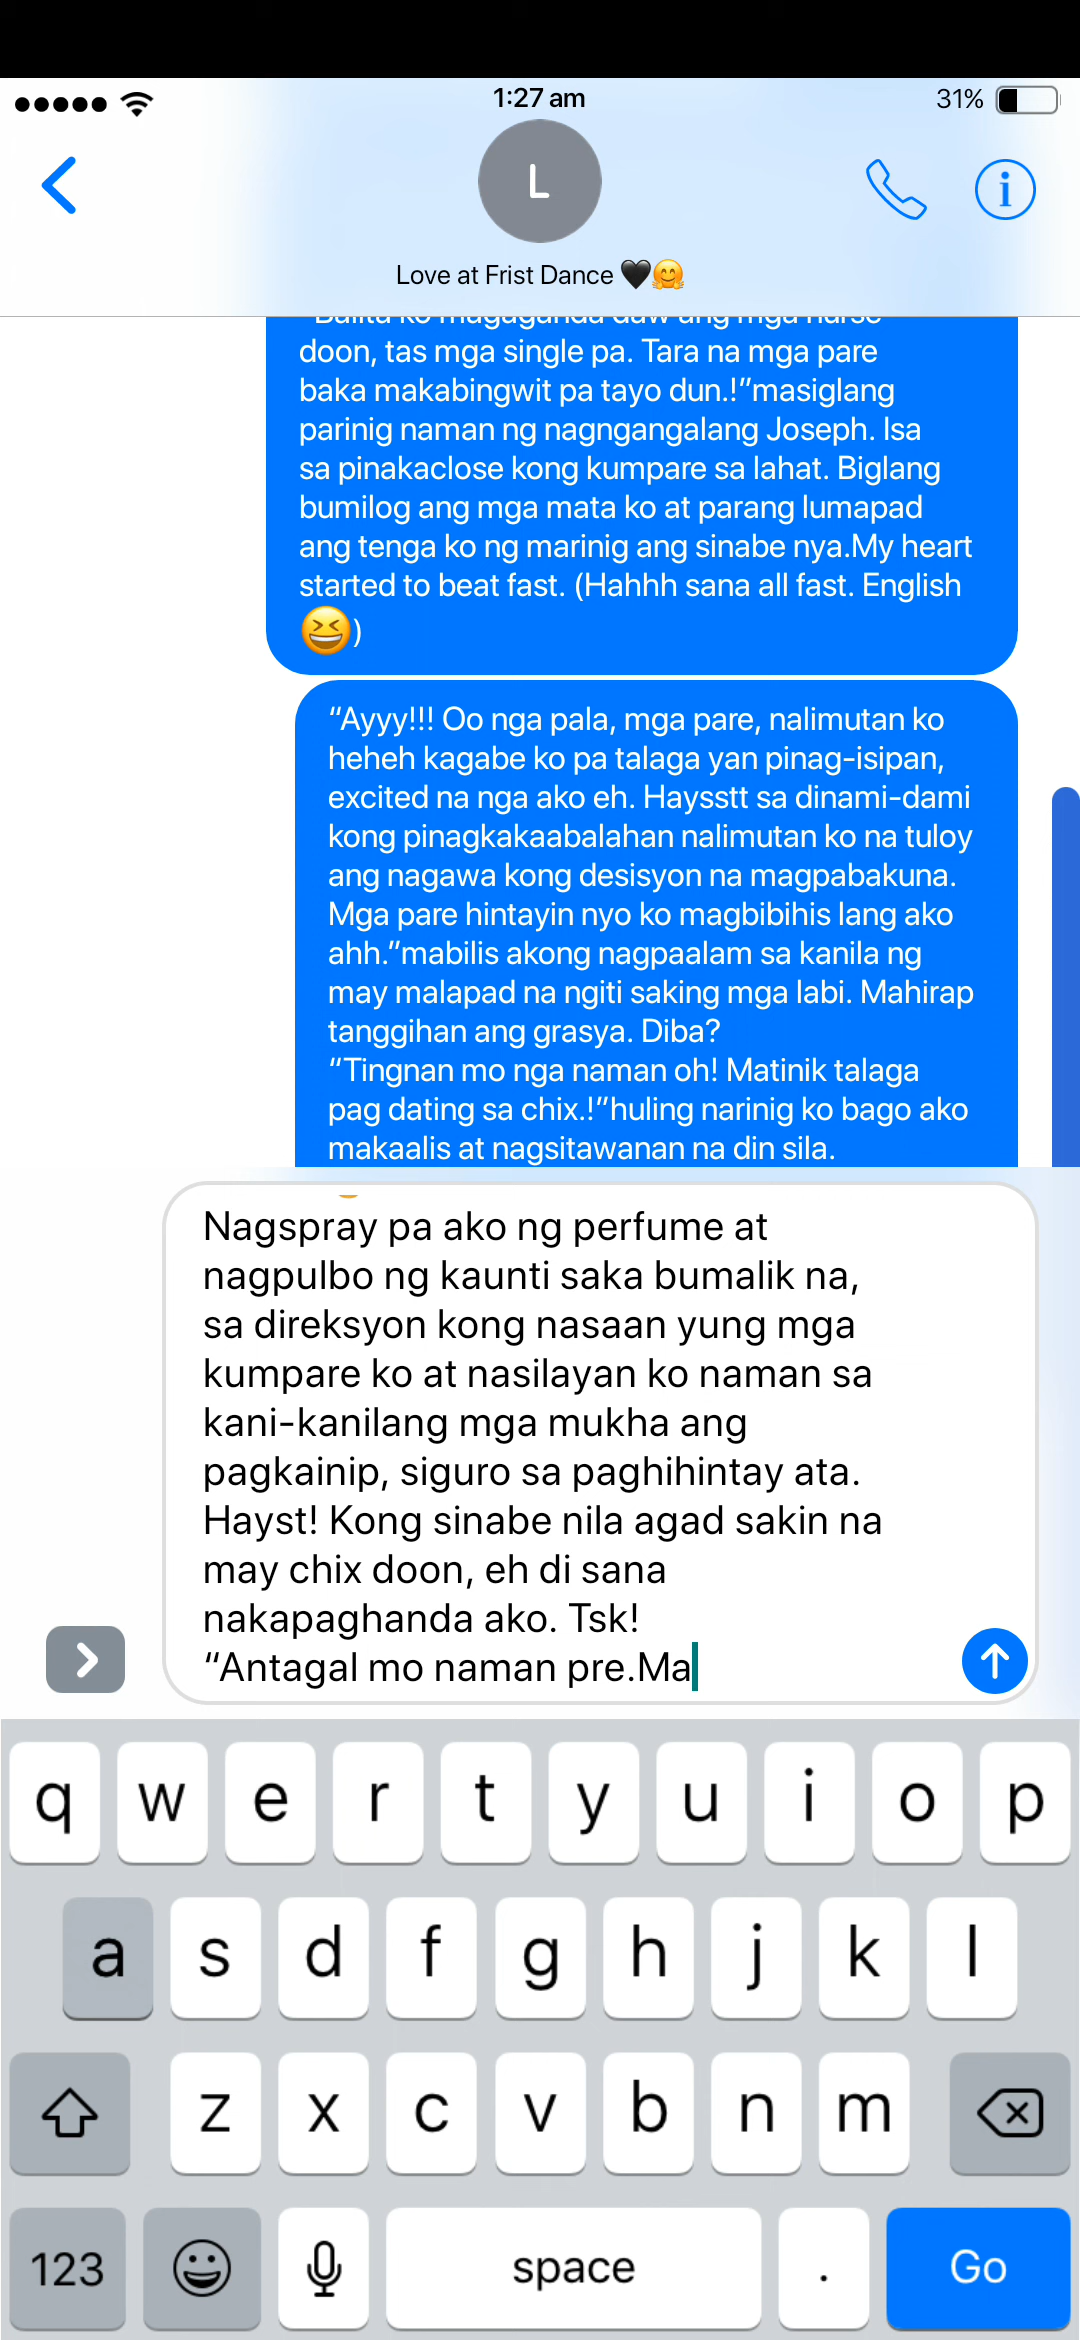 1:27 am
31%
L
Love at Frist Dance 🖤🤗
"Balita ko magaganda daw ang mga nurse
doon, tas mga single pa. Tara na mga pare
baka makabingwit pa tayo dun.!"masiglang
parinig naman ng nagngangalang Joseph. Isa
sa pinakaclose kong kumpare sa lahat. Biglang
bumilog ang mga mata ko at parang lumapad
ang tenga ko ng marinig ang sinabe nya.My heart
started to beat fast. (Hahhh sana all fast. English
😆)
"Ayyy!!! Oo nga pala, mga pare, nalimutan ko
heheh kagabe ko pa talaga yan pinag-isipan,
excited na nga ako eh. Haysstt sa dinami-dami
kong pinagkakaabalahan nalimutan ko na tuloy
ang nagawa kong desisyon na magpabakuna.
Mga pare hintayin nyo ko magbibihis lang ako
ahh."mabilis akong nagpaalam sa kanila ng
may malapad na ngiti saking mga labi. Mahirap
tanggihan ang grasya. Diba?
"Tingnan mo nga naman oh! Matinik talaga
pag dating sa chix.!"huling narinig ko bago ako
makaalis at nagsitawanan na din sila.
Nagspray pa ako ng perfume at
nagpulbo ng kaunti saka bumalik na,
sa direksyon kong nasaan yung mga
kumpare ko at nasilayan ko naman sa
kani-kanilang mga mukha ang
pagkainip, siguro sa paghihintay ata.
Hayst! Kong sinabe nila agad sakin na
may chix doon, eh di sana
nakapaghanda ako. Tsk!
"Antagal mo naman pre.Ma
q w e r t y u i o p
a s d f g h j k l
z x c v b n m
123 space . Go